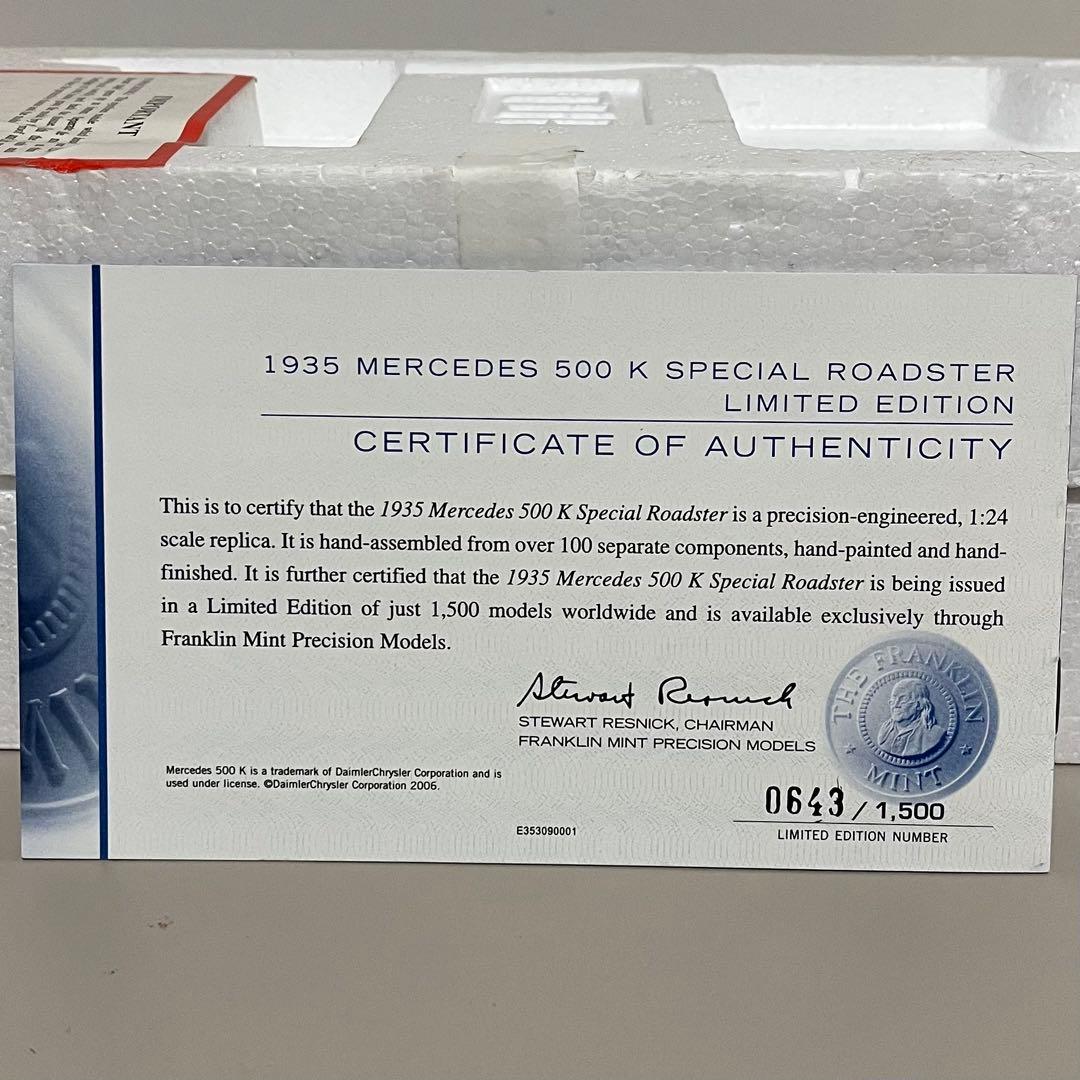 IMPORTANT
1935 MERCEDES 500 K SPECIAL ROADSTER
LIMITED EDITION
CERTIFICATE OF AUTHENTICITY
This is to certify that the 1935 Mercedes 500 K Special Roadster is a precision-engineered, 1:24
scale replica. It is hand-assembled from over 100 separate components, hand-painted and hand-
finished. It is further certified that the 1935 Mercedes 500 K Special Roadster is being issued
in a Limited Edition of just 1,500 models worldwide and is available exclusively through
Franklin Mint Precision Models.
Stewart Resnick
STEWART RESNICK, CHAIRMAN
FRANKLIN MINT PRECISION MODELS
THE FRANKLIN
MINT
Mercedes 500 K is a trademark of DaimlerChrysler Corporation and is
used under license. ©DaimlerChrysler Corporation 2006.
0643 / 1,500
E353090001
LIMITED EDITION NUMBER